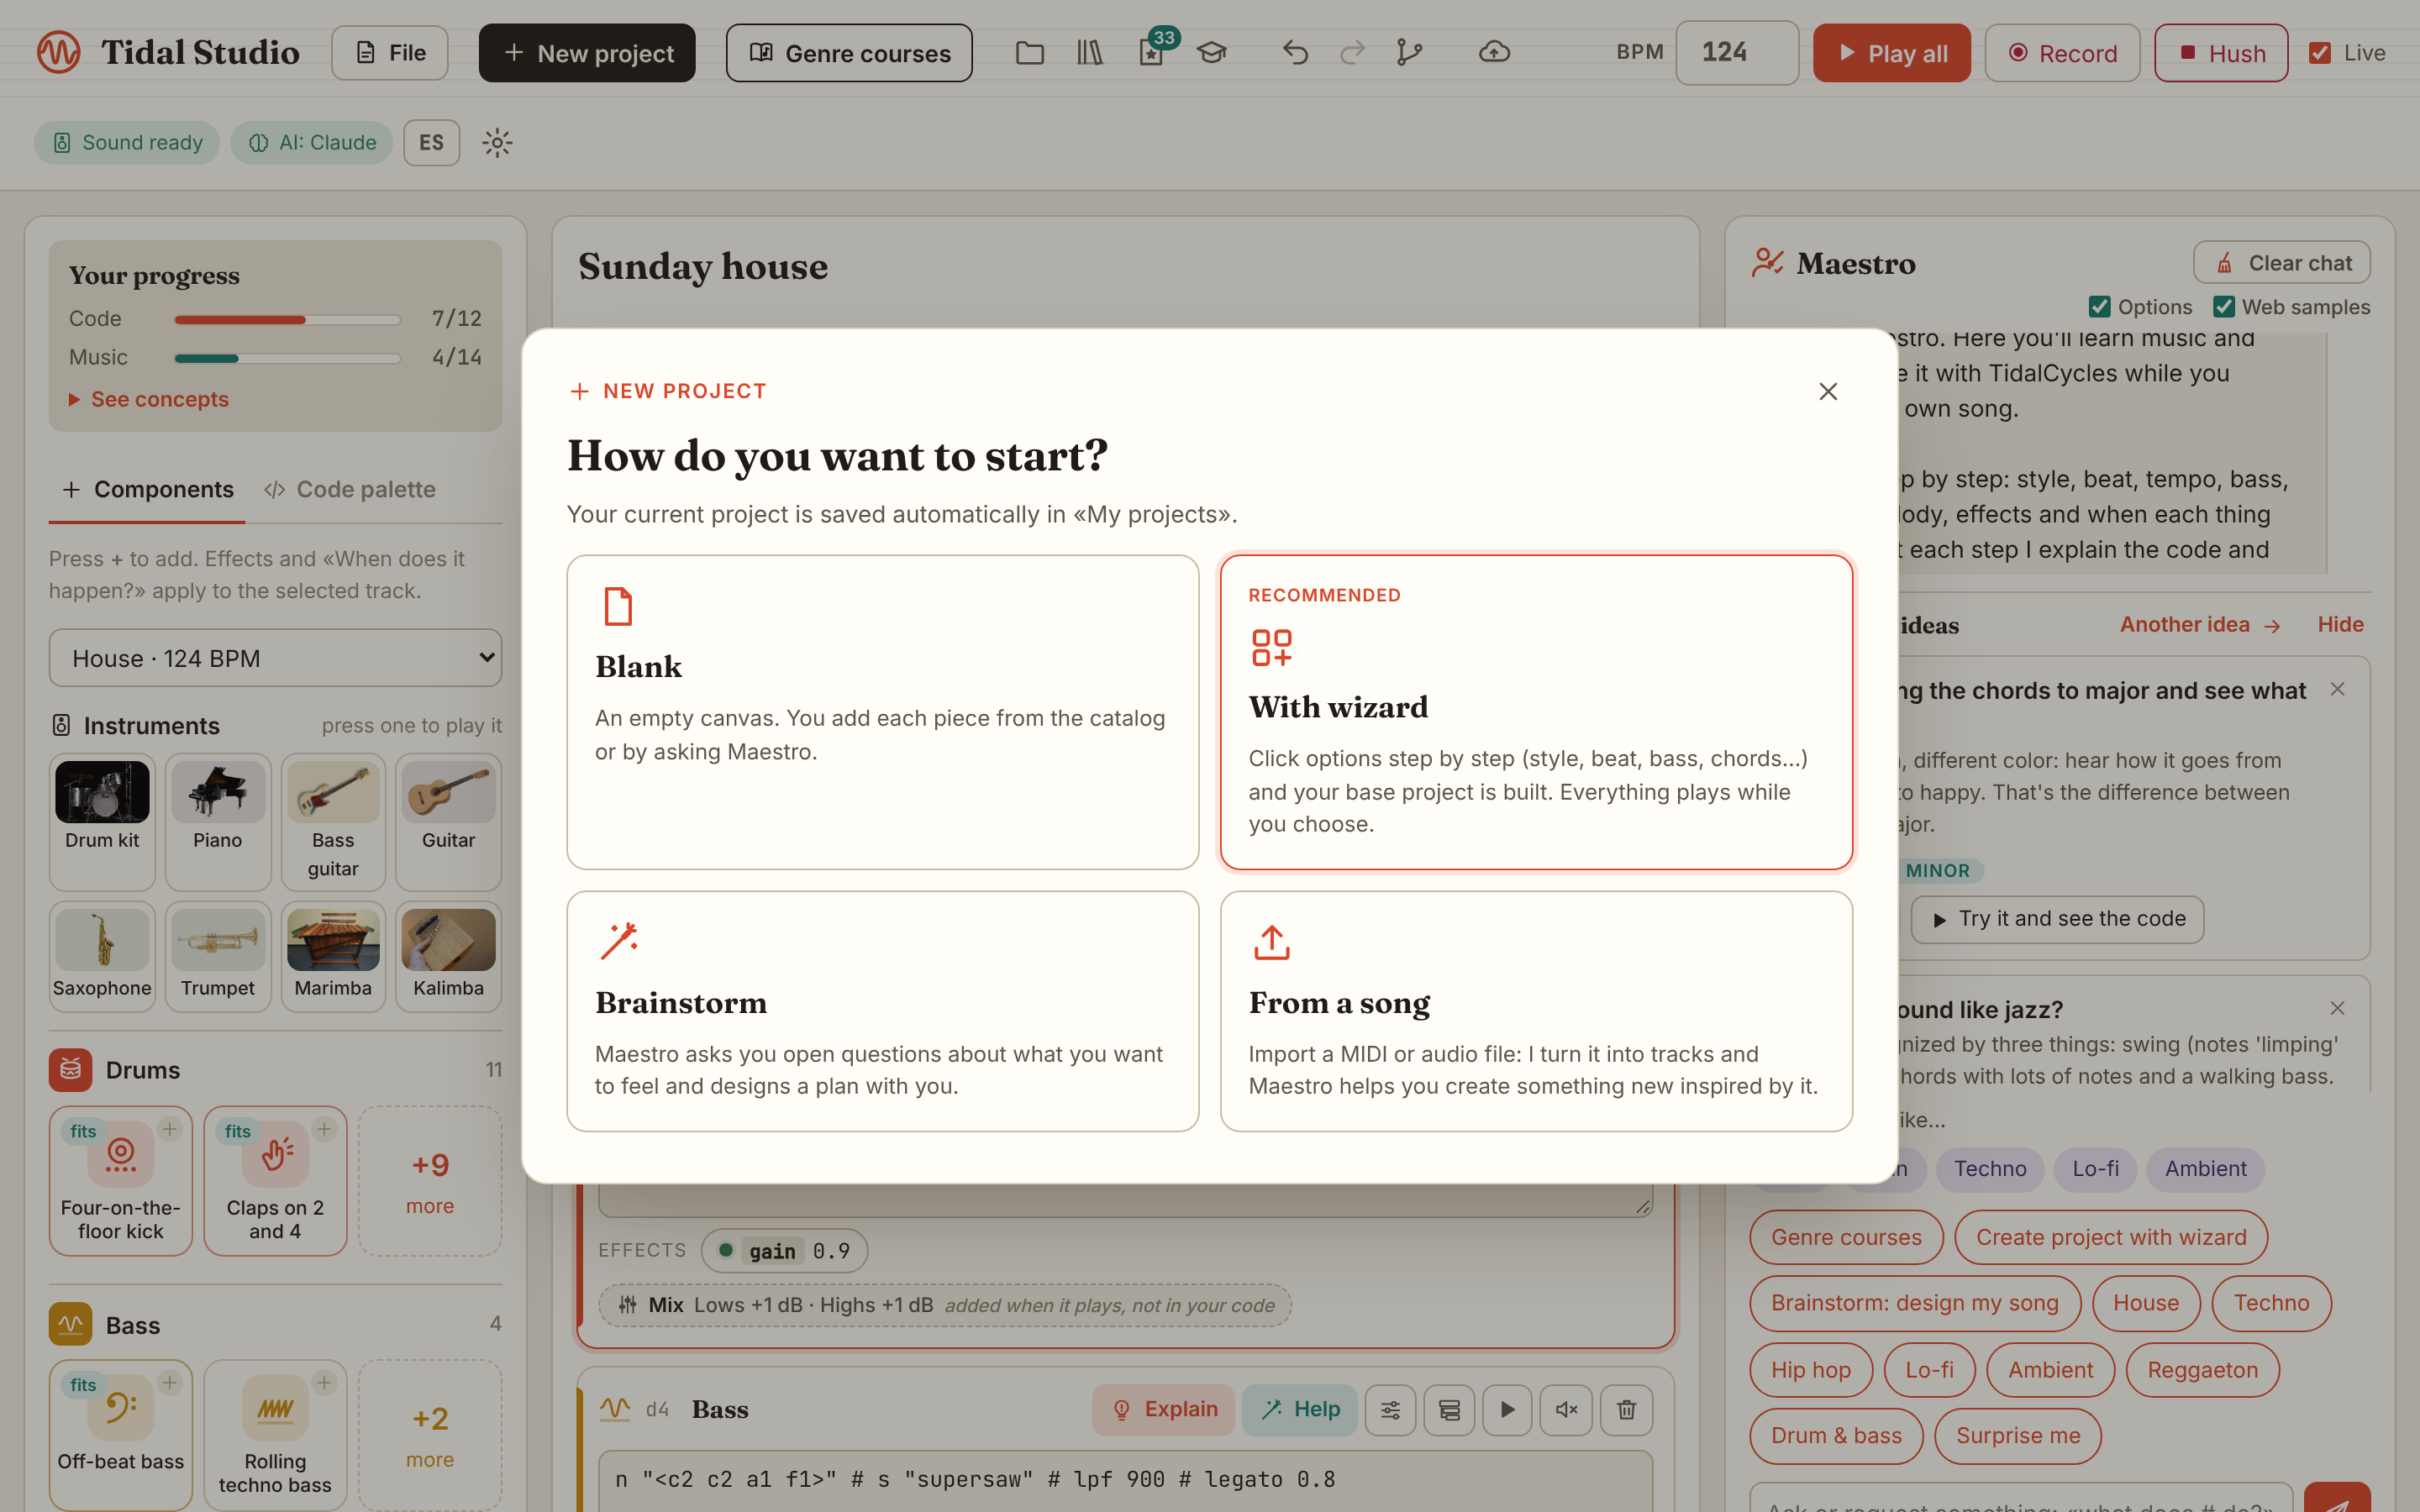 Tidal Studio
File
New project
Genre courses
33
BPM
124
Play all
Record
Hush
Live
Sound ready
AI: Claude
ES
Your progress
Code 7/12
Music 4/14
See concepts
Components
Code palette
Press + to add. Effects and «When does it
happen?» apply to the selected track.
House · 124 BPM
Instruments
press one to play it
Drum kit
Piano
Bass
guitar
Guitar
Saxophone
Trumpet
Marimba
Kalimba
Drums
11
fits
Four-on-the-
floor kick
fits
Claps on 2
and 4
+9
more
Bass
4
fits
Off-beat bass
Rolling
techno bass
+2
more
Sunday house
NEW PROJECT
How do you want to start?
Your current project is saved automatically in «My projects».
Blank
An empty canvas. You add each piece from the catalog
or by asking Maestro.
RECOMMENDED
With wizard
Click options step by step (style, beat, bass, chords...)
and your base project is built. Everything plays while
you choose.
Brainstorm
Maestro asks you open questions about what you want
to feel and designs a plan with you.
From a song
Import a MIDI or audio file: I turn it into tracks and
Maestro helps you create something new inspired by it.
EFFECTS
gain 0.9
Mix Lows +1 dB · Highs +1 dB added when it plays, not in your code
d4 Bass
Explain
Help
n "<c2 c2 a1 f1>" # s "supersaw" # lpf 900 # legato 0.8
Maestro
Clear chat
Options
Web samples
Here you'll learn music and
it with TidalCycles while you
own song.
by step: style, beat, tempo, bass,
effects and when each thing
each step I explain the code and
ideas
Another idea →
Hide
the chords to major and see what
different color: hear how it goes from
to happy. That's the difference between
MINOR
Try it and see the code
sound like jazz?
by three things: swing (notes 'limping'
chords with lots of notes and a walking bass.
Techno
Lo-fi
Ambient
Genre courses
Create project with wizard
Brainstorm: design my song
House
Techno
Hip hop
Lo-fi
Ambient
Reggaeton
Drum & bass
Surprise me